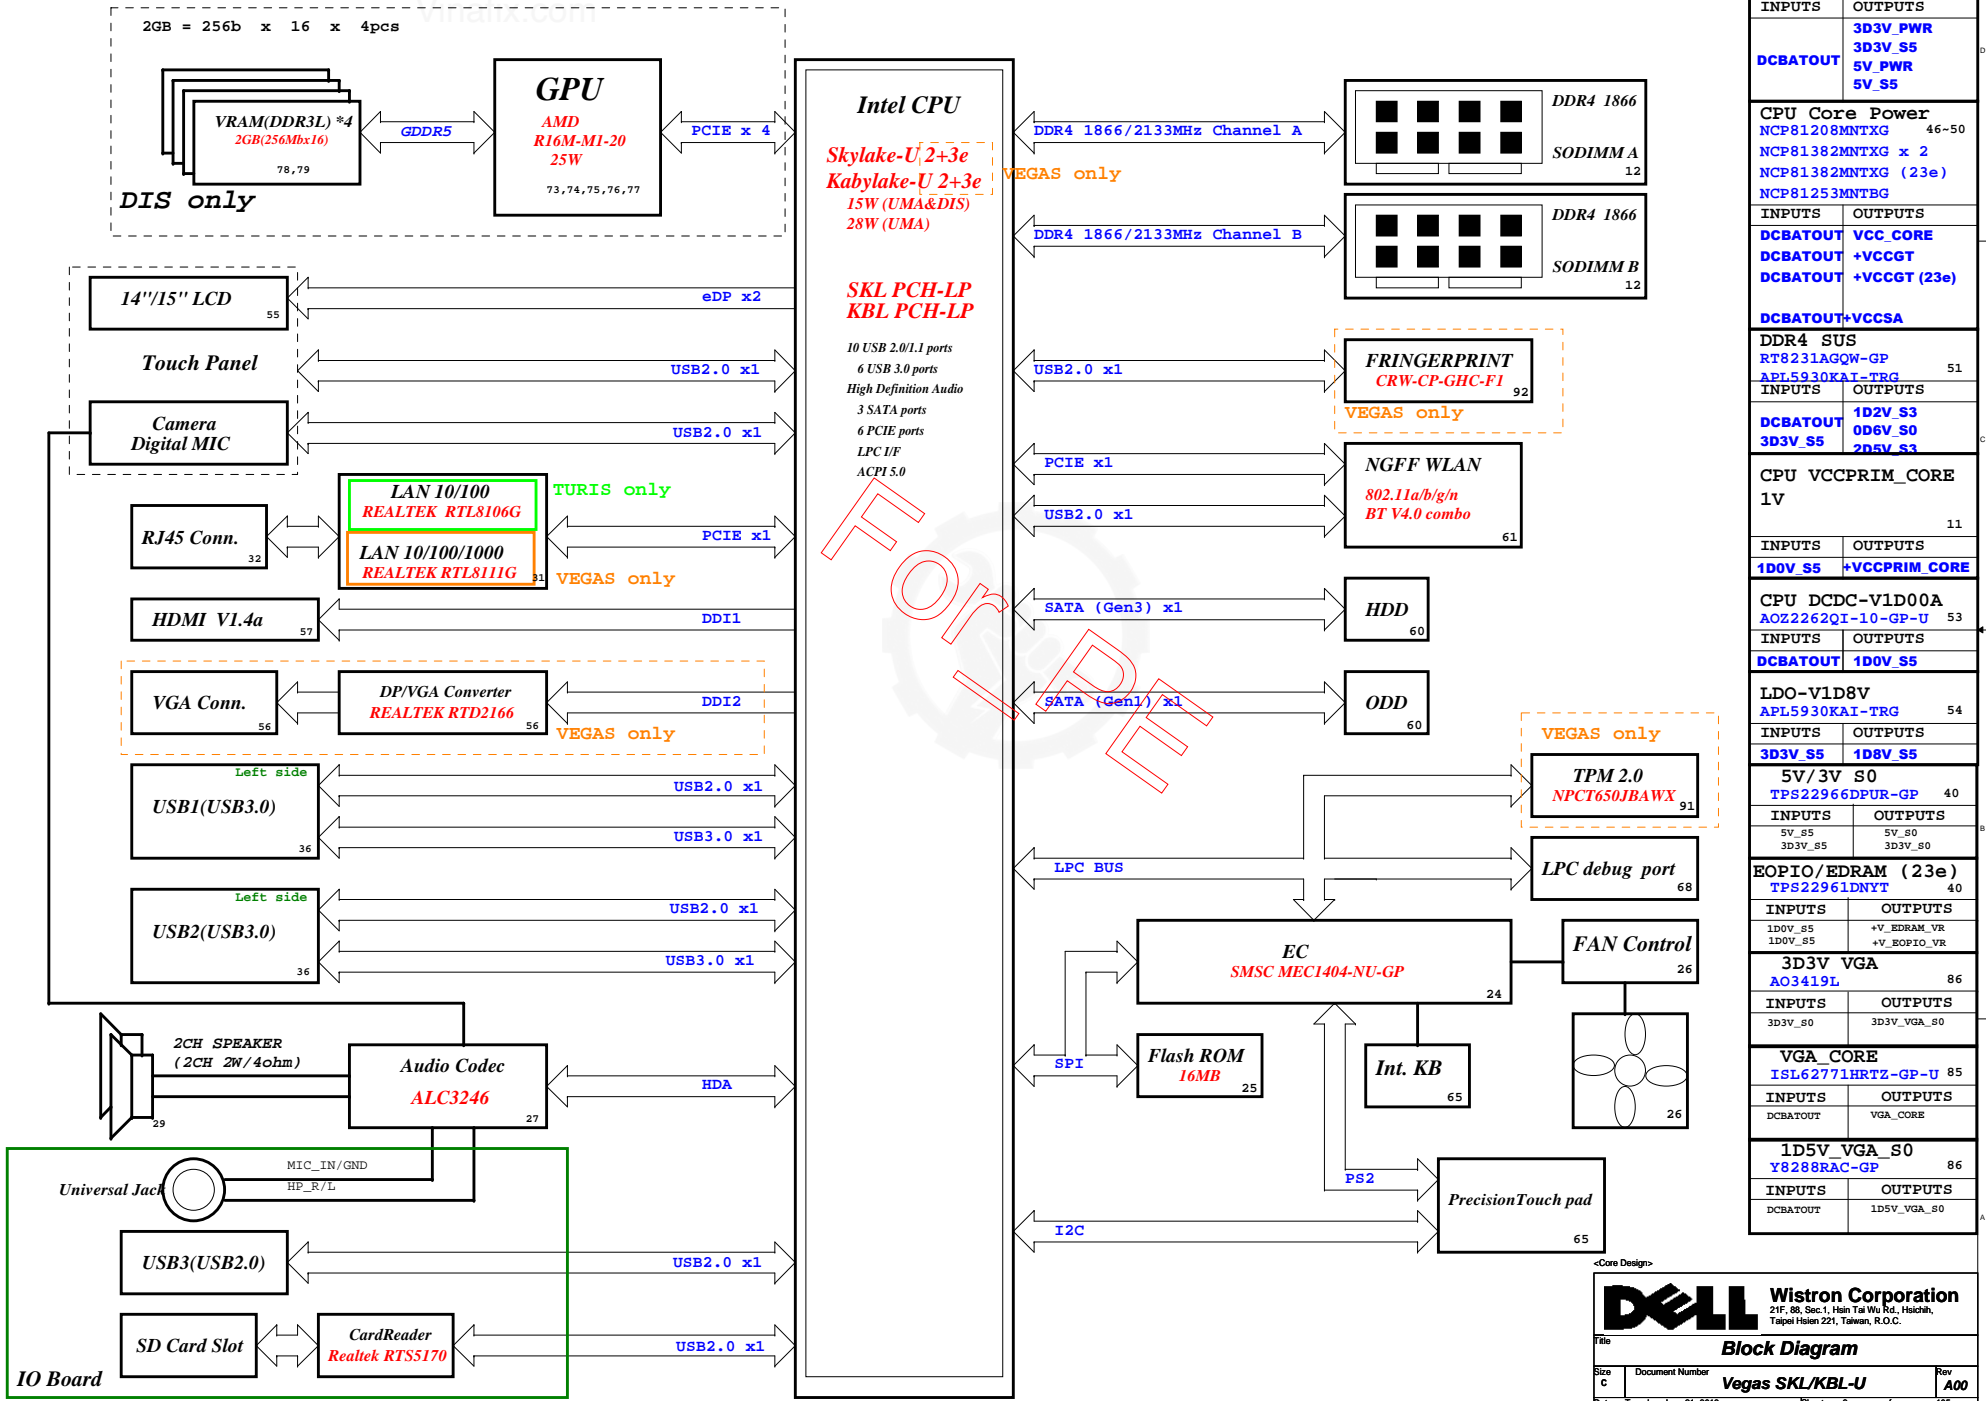 Vinafix.com
2GB = 256b x 16 x 4pcs
VRAM(DDR3L) *4
2GB(256Mbx16)
78,79
DIS only
GDDR5
GPU
AMD
R16M-M1-20
25W
73,74,75,76,77
PCIE x 4
Intel CPU
Skylake-U 2+3e
Kabylake-U 2+3e
15W (UMA&DIS)
28W (UMA)
VEGAS only
SKL PCH-LP
KBL PCH-LP
10 USB 2.0/1.1 ports
6 USB 3.0 ports
High Definition Audio
3 SATA ports
6 PCIE ports
LPC I/F
ACPI 5.0
For PE
14"/15" LCD
55
eDP x2
Touch Panel
USB2.0 x1
Camera
Digital MIC
USB2.0 x1
RJ45 Conn.
32
LAN 10/100
REALTEK RTL8106G
TURIS only
LAN 10/100/1000
REALTEK RTL8111G
31
VEGAS only
PCIE x1
HDMI V1.4a
57
DDI1
VGA Conn.
56
DP/VGA Converter
REALTEK RTD2166
56
DDI2
VEGAS only
Left side
USB1(USB3.0)
36
USB2.0 x1
USB3.0 x1
Left side
USB2(USB3.0)
36
USB2.0 x1
USB3.0 x1
2CH SPEAKER
(2CH 2W/4ohm)
29
Audio Codec
ALC3246
27
HDA
MIC_IN/GND
HP_R/L
Universal Jack
USB3(USB2.0)
USB2.0 x1
SD Card Slot
CardReader
Realtek RTS5170
USB2.0 x1
IO Board
DDR4 1866/2133MHz Channel A
DDR4 1866
SODIMM A
12
DDR4 1866/2133MHz Channel B
DDR4 1866
SODIMM B
12
USB2.0 x1
FRINGERPRINT
CRW-CP-GHC-F1
92
VEGAS only
PCIE x1
USB2.0 x1
NGFF WLAN
802.11a/b/g/n
BT V4.0 combo
61
SATA (Gen3) x1
HDD
60
SATA (Gen1) x1
ODD
60
VEGAS only
TPM 2.0
NPCT650JBAWX
91
LPC BUS
LPC debug port
68
EC
SMSC MEC1404-NU-GP
24
FAN Control
26
26
SPI
Flash ROM
16MB
25
Int. KB
65
PS2
I2C
PrecisionTouch pad
65
INPUTS OUTPUTS
DCBATOUT
3D3V_PWR
3D3V_S5
5V_PWR
5V_S5
CPU Core Power
NCP81208MNTXG 46~50
NCP81382MNTXG x 2
NCP81382MNTXG (23e)
NCP81253MNTBG
INPUTS OUTPUTS
DCBATOUT VCC_CORE
DCBATOUT +VCCGT
DCBATOUT +VCCGT (23e)
DCBATOUT +VCCSA
DDR4 SUS
RT8231AGQW-GP 51
APL5930KAI-TRG
INPUTS OUTPUTS
DCBATOUT
3D3V_S5
1D2V_S3
0D6V_S0
2D5V_S3
CPU VCCPRIM_CORE
1V
11
INPUTS OUTPUTS
1D0V_S5 +VCCPRIM_CORE
CPU DCDC-V1D00A
AOZ2262QI-10-GP-U 53
INPUTS OUTPUTS
DCBATOUT 1D0V_S5
LDO-V1D8V
APL5930KAI-TRG 54
INPUTS OUTPUTS
3D3V_S5 1D8V_S5
5V/3V S0
TPS22966DPUR-GP 40
INPUTS OUTPUTS
5V_S5 5V_S0
3D3V_S5 3D3V_S0
EOPIO/EDRAM (23e)
TPS22961DNYT 40
INPUTS OUTPUTS
1D0V_S5 +V_EDRAM_VR
1D0V_S5 +V_EOPIO_VR
3D3V VGA
AO3419L 86
INPUTS OUTPUTS
3D3V_S0 3D3V_VGA_S0
VGA_CORE
ISL62771HRTZ-GP-U 85
INPUTS OUTPUTS
DCBATOUT VGA_CORE
1D5V_VGA_S0
Y8288RAC-GP 86
INPUTS OUTPUTS
DCBATOUT 1D5V_VGA_S0
D
C
B
A
<Core Design>
DELL
Wistron Corporation
21F, 88, Sec.1, Hsin Tai Wu Rd., Hsichih,
Taipei Hsien 221, Taiwan, R.O.C.
Title
Block Diagram
Size
C
Document Number
Vegas SKL/KBL-U
Rev
A00